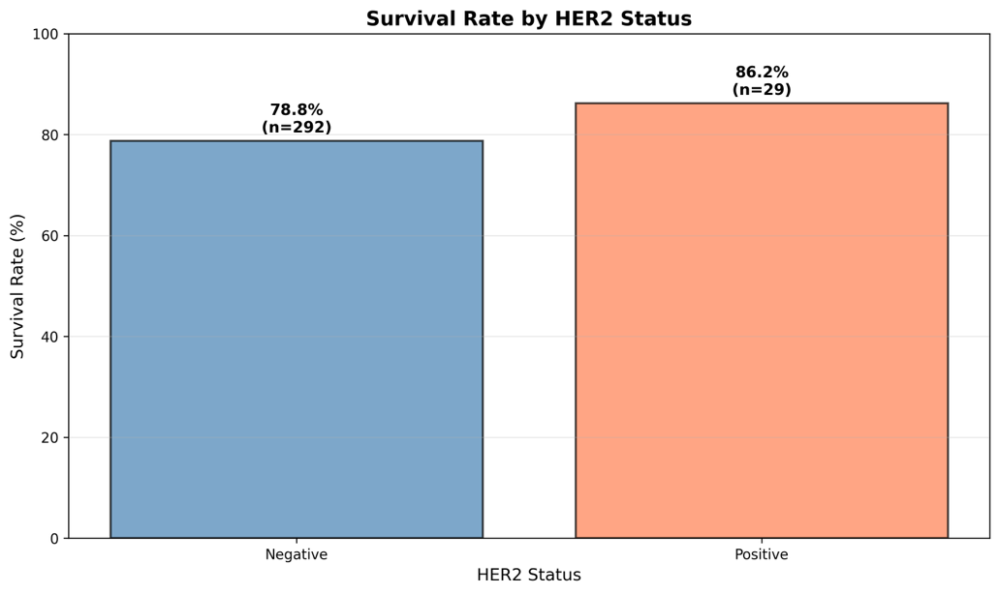 Survival Rate by HER2 Status
100
80
60
40
20
0
Survival Rate (%)
78.8%
(n=292)
86.2%
(n=29)
Negative
Positive
HER2 Status